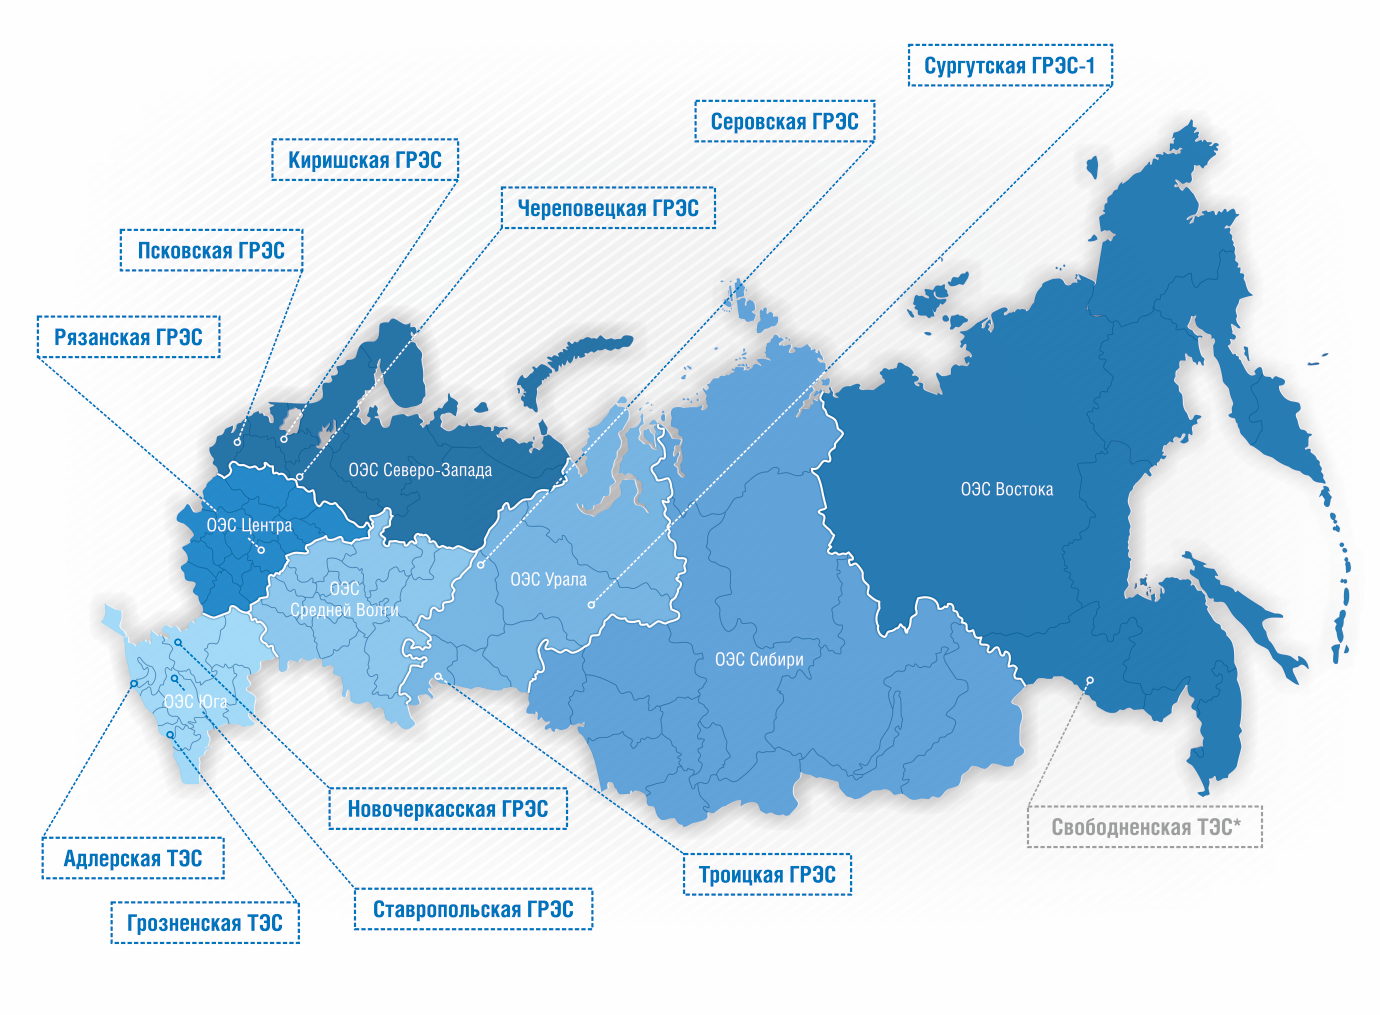 Сургутская ГРЭС-1
Серовская ГРЭС
Киришская ГРЭС
Череповецкая ГРЭС
Псковская ГРЭС
Рязанская ГРЭС
ОЭС Северо-Запада
ОЭС Востока
ОЭС Центра
ОЭС Урала
ОЭС
Средней Волги
ОЭС Сибири
ОЭС Юга
Новочеркасская ГРЭС
Свободненская ТЭС*
Адлерская ТЭС
Троицкая ГРЭС
Ставропольская ГРЭС
Грозненская ТЭС